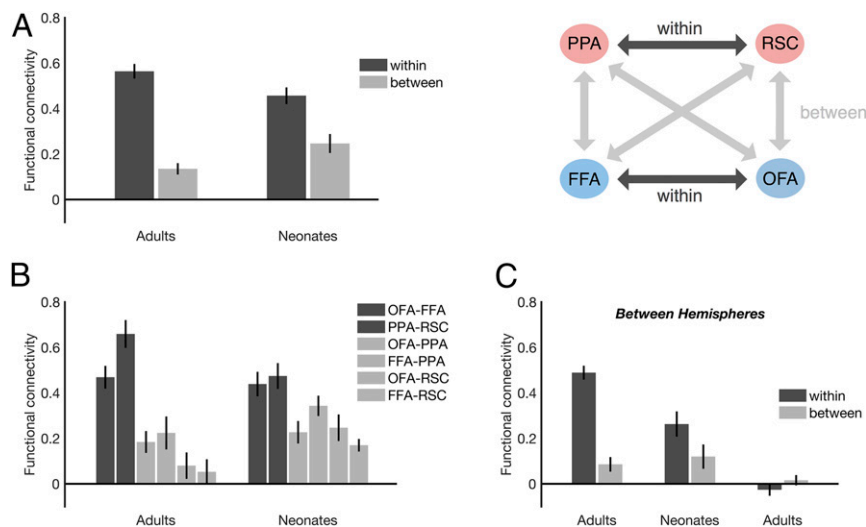 A
0.8
0.6
0.4
0.2
0
Functional connectivity
Adults
Neonates
within
between
PPA
within
RSC
between
FFA
within
OFA
B
0.8
0.6
0.4
0.2
0
Functional connectivity
Adults
Neonates
OFA-FFA
PPA-RSC
OFA-PPA
FFA-PPA
OFA-RSC
FFA-RSC
C
Between Hemispheres
0.8
0.6
0.4
0.2
0
Functional connectivity
Adults
Neonates
Adults
within
between